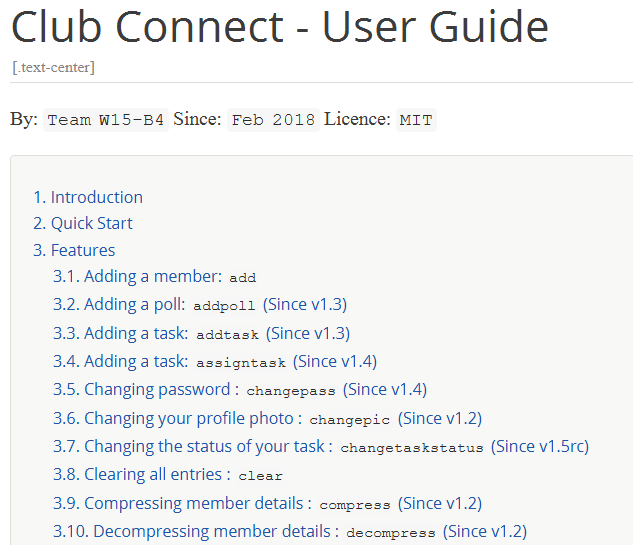 Club Connect - User Guide
[.text-center]
By: Team W15-B4 Since: Feb 2018 Licence: MIT
1. Introduction
2. Quick Start
3. Features
3.1. Adding a member: add
3.2. Adding a poll: addpoll (Since v1.3)
3.3. Adding a task: addtask (Since v1.3)
3.4. Adding a task: assigntask (Since v1.4)
3.5. Changing password : changepass (Since v1.4)
3.6. Changing your profile photo : changepic (Since v1.2)
3.7. Changing the status of your task : changetaskstatus (Since v1.5rc)
3.8. Clearing all entries : clear
3.9. Compressing member details : compress (Since v1.2)
3.10. Decompressing member details : decompress (Since v1.2)